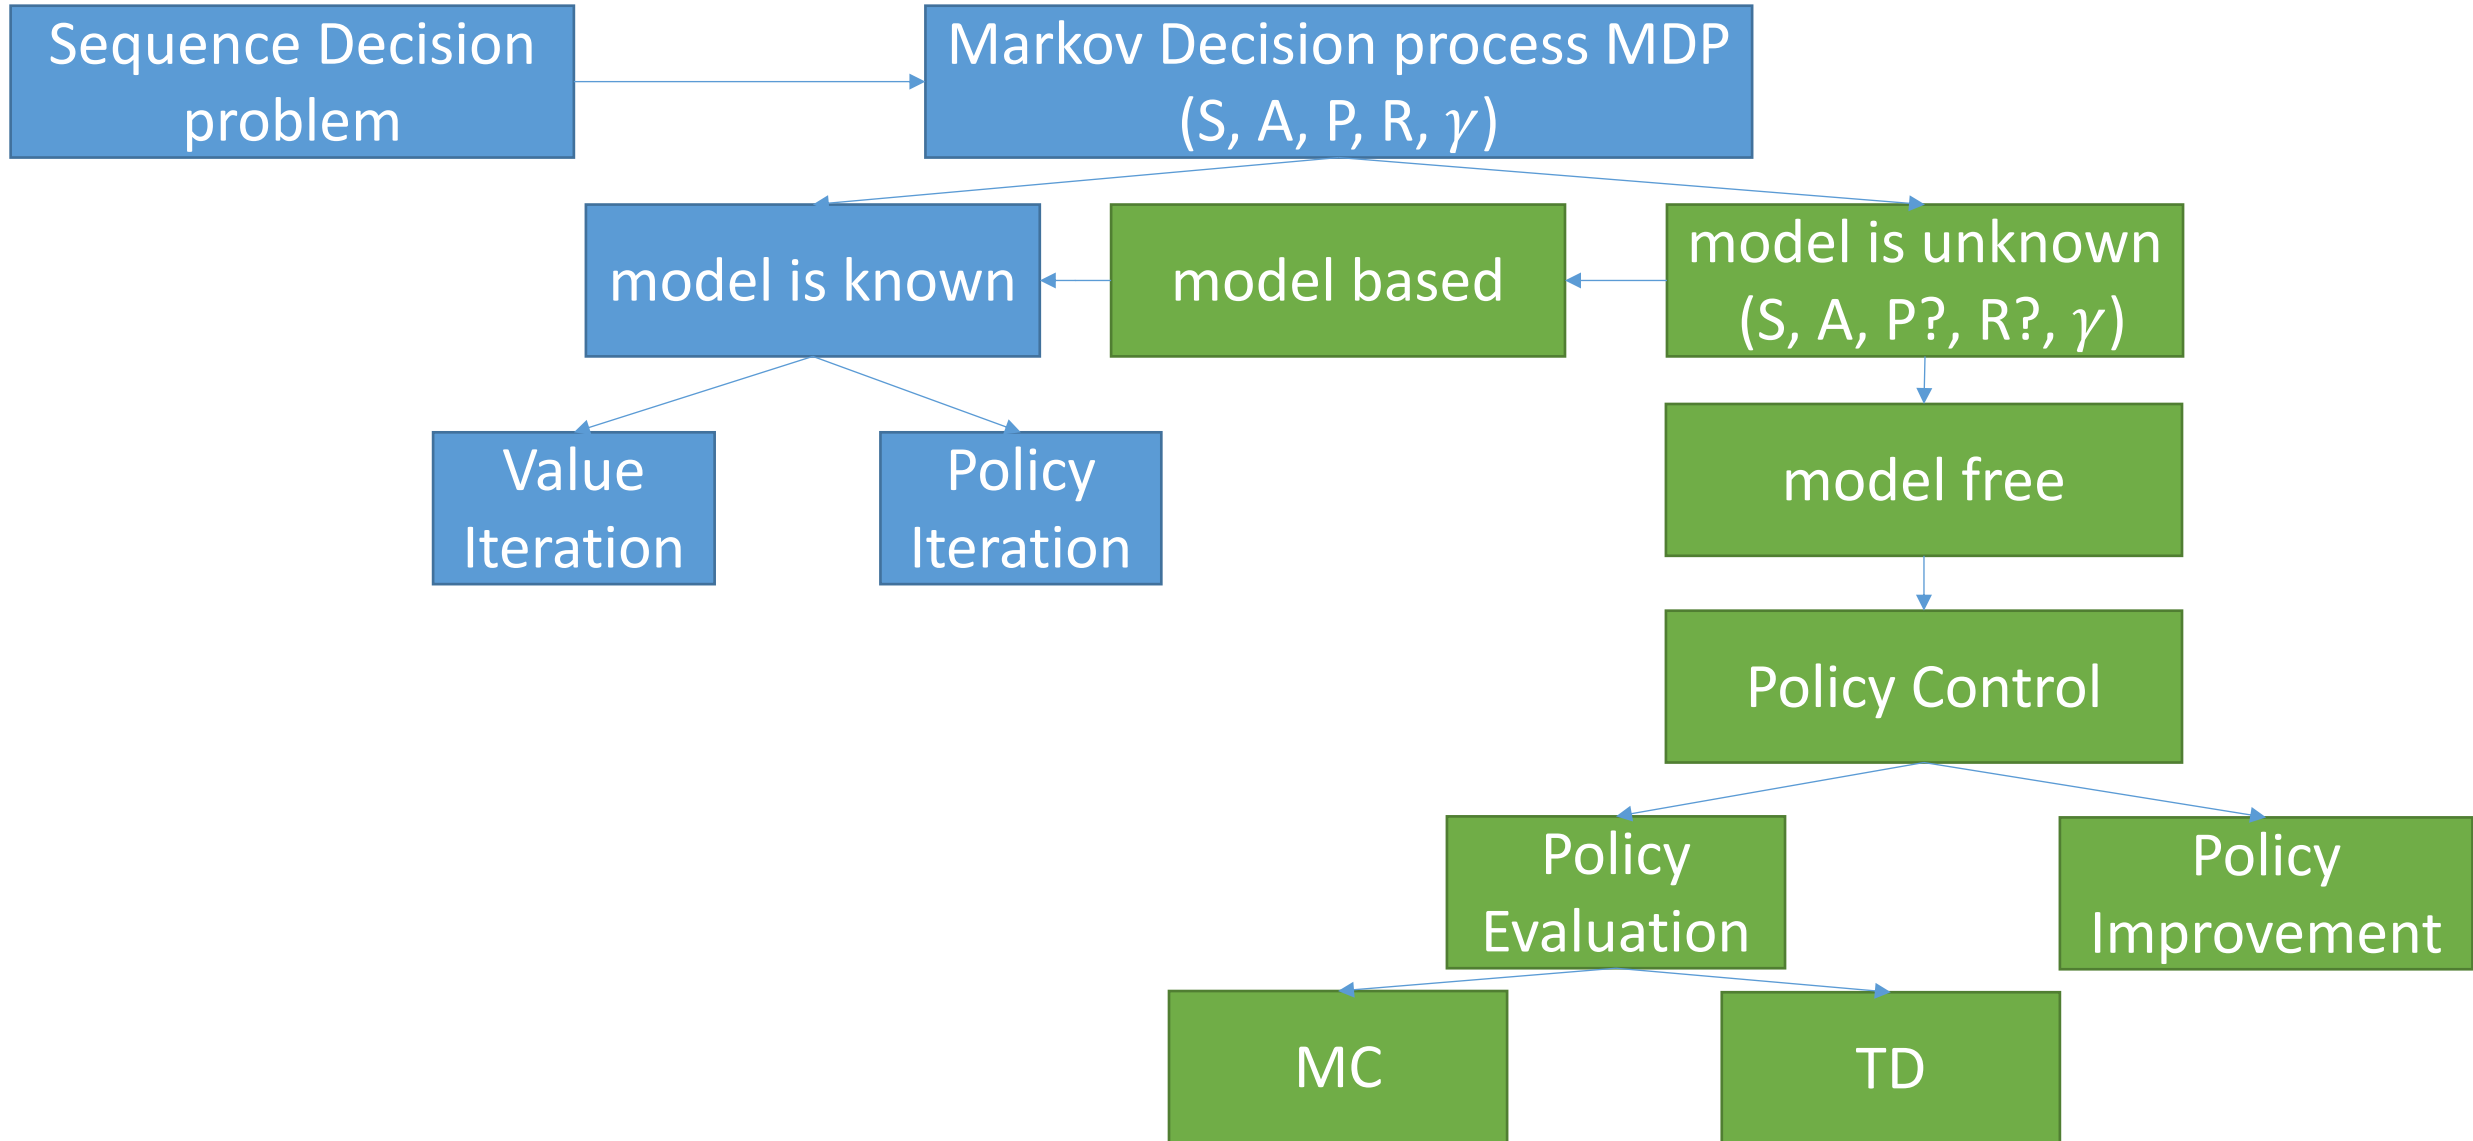 Sequence Decision
problem
Markov Decision process MDP
(S, A, P, R, γ)
model is known
model based
model is unknown
(S, A, P?, R?, γ)
Value
Iteration
Policy
Iteration
model free
Policy Control
Policy
Evaluation
Policy
Improvement
MC
TD